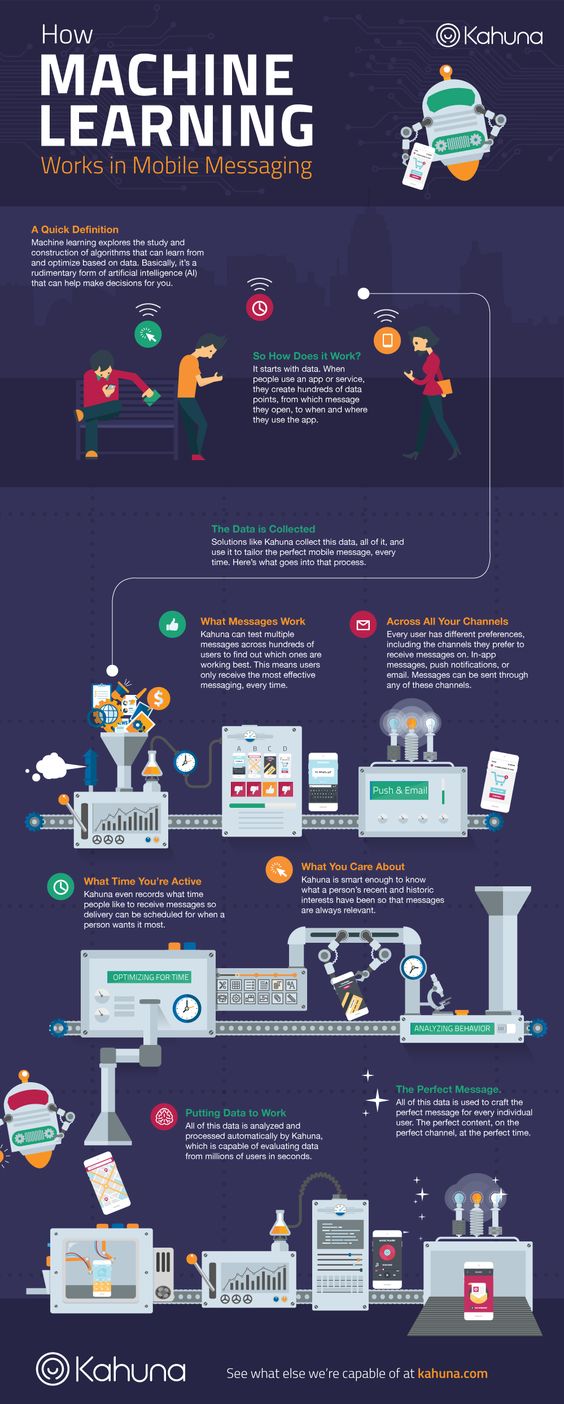 How
MACHINE
LEARNING
Works in Mobile Messaging
Kahuna
A Quick Definition
Machine learning explores the study and
construction of algorithms that can learn from
and optimize based on data. Basically, it's a
rudimentary form of artificial intelligence (AI)
that can help make decisions for you.
So How Does it Work?
It starts with data. When
people use an app or service,
they create hundreds of data
points, from which message
they open, to when and where
they use the app.
The Data is Collected
Solutions like Kahuna collect this data, all of it, and
use it to tailor the perfect mobile message, every
time. Here's what goes into that process.
What Messages Work
Kahuna can test multiple
messages across hundreds of
users to find out which ones are
working best. This means users
only receive the most effective
messaging, every time.
Across All Your Channels
Every user has different preferences,
including the channels they prefer to
receive messages on. In-app
messages, push notifications, or
email. Messages can be sent through
any of these channels.
$
A B C D
Push & Email
What Time You're Active
Kahuna even records what time
people like to receive messages so
delivery can be scheduled for when a
person wants it most.
What You Care About
Kahuna is smart enough to know
what a person's recent and historic
interests have been so that messages
are always relevant.
OPTIMIZING FOR TIME
ANALYZING BEHAVIOR
Putting Data to Work
All of this data is analyzed and
processed automatically by Kahuna,
which is capable of evaluating data
from millions of users in seconds.
The Perfect Message.
All of this data is used to craft the
perfect message for every individual
user. The perfect content, on the
perfect channel, at the perfect time.
Kahuna
See what else we're capable of at kahuna.com